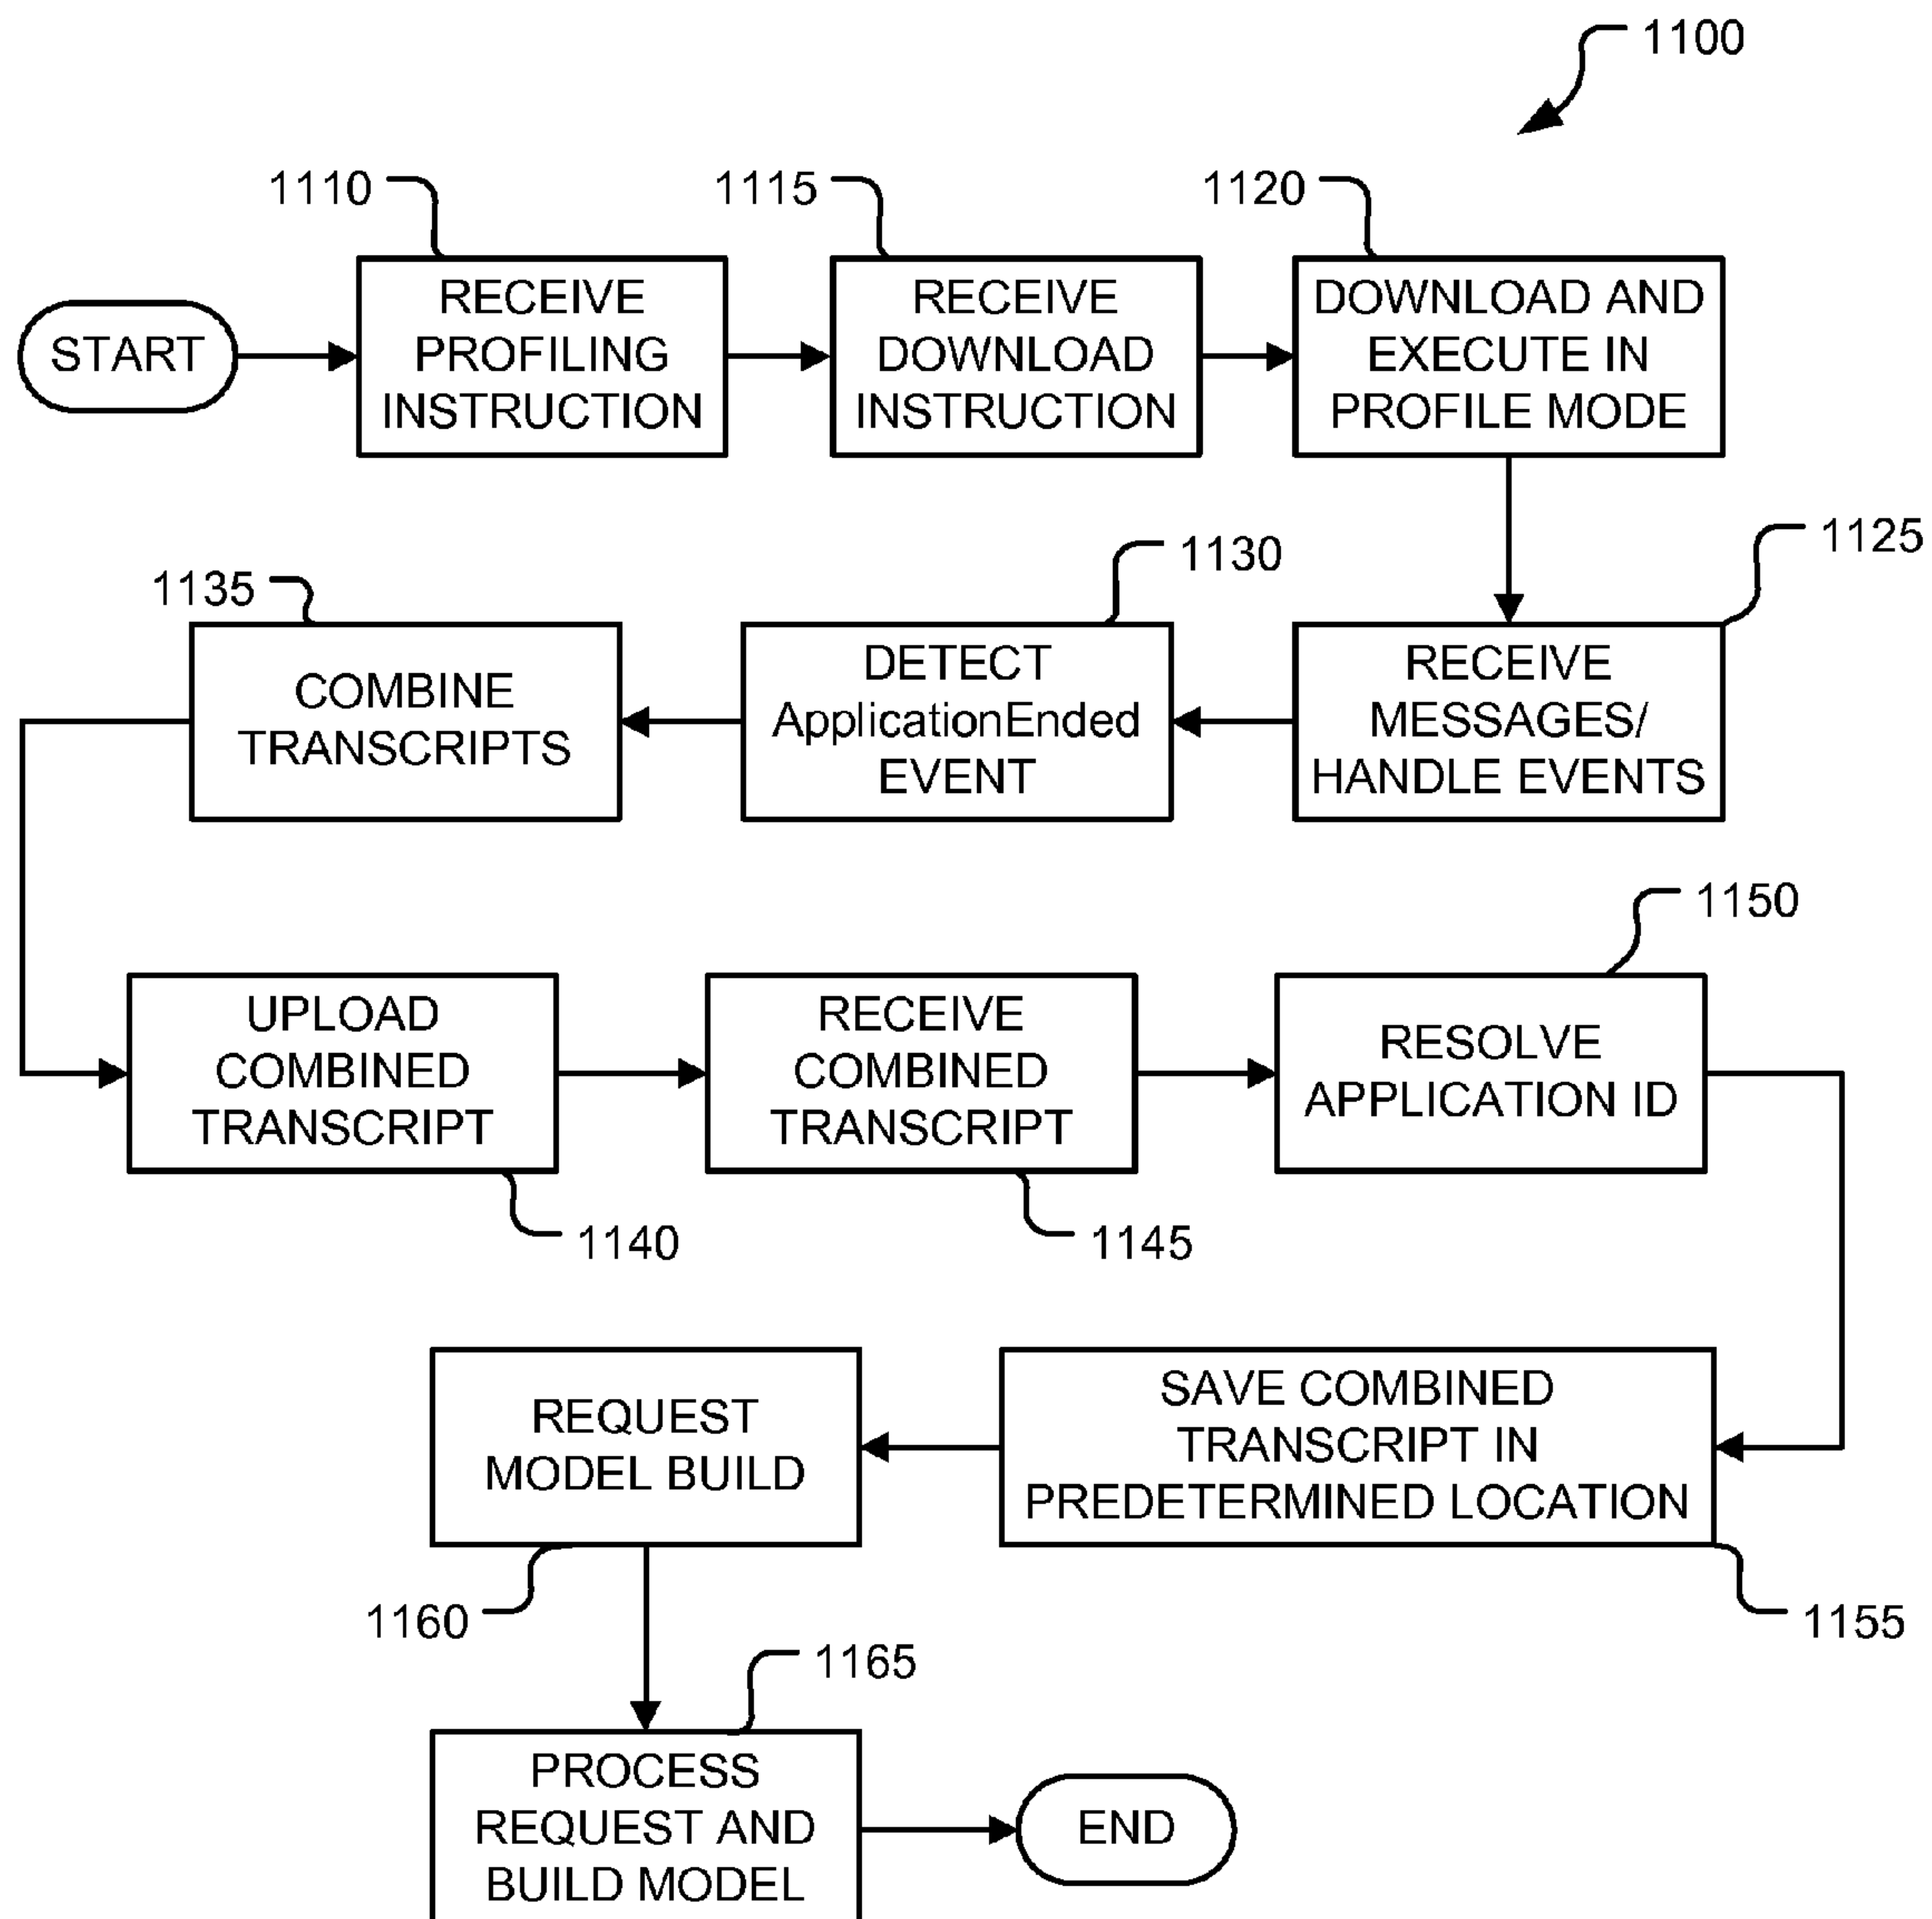 1100
1110
1115
1120
START
RECEIVE
PROFILING
INSTRUCTION
RECEIVE
DOWNLOAD
INSTRUCTION
DOWNLOAD AND
EXECUTE IN
PROFILE MODE
1125
1130
1135
RECEIVE
MESSAGES/
HANDLE EVENTS
DETECT
ApplicationEnded
EVENT
COMBINE
TRANSCRIPTS
1150
UPLOAD
COMBINED
TRANSCRIPT
RECEIVE
COMBINED
TRANSCRIPT
RESOLVE
APPLICATION ID
1140
1145
SAVE COMBINED
TRANSCRIPT IN
PREDETERMINED LOCATION
REQUEST
MODEL BUILD
1160
1155
1165
PROCESS
REQUEST AND
BUILD MODEL
END